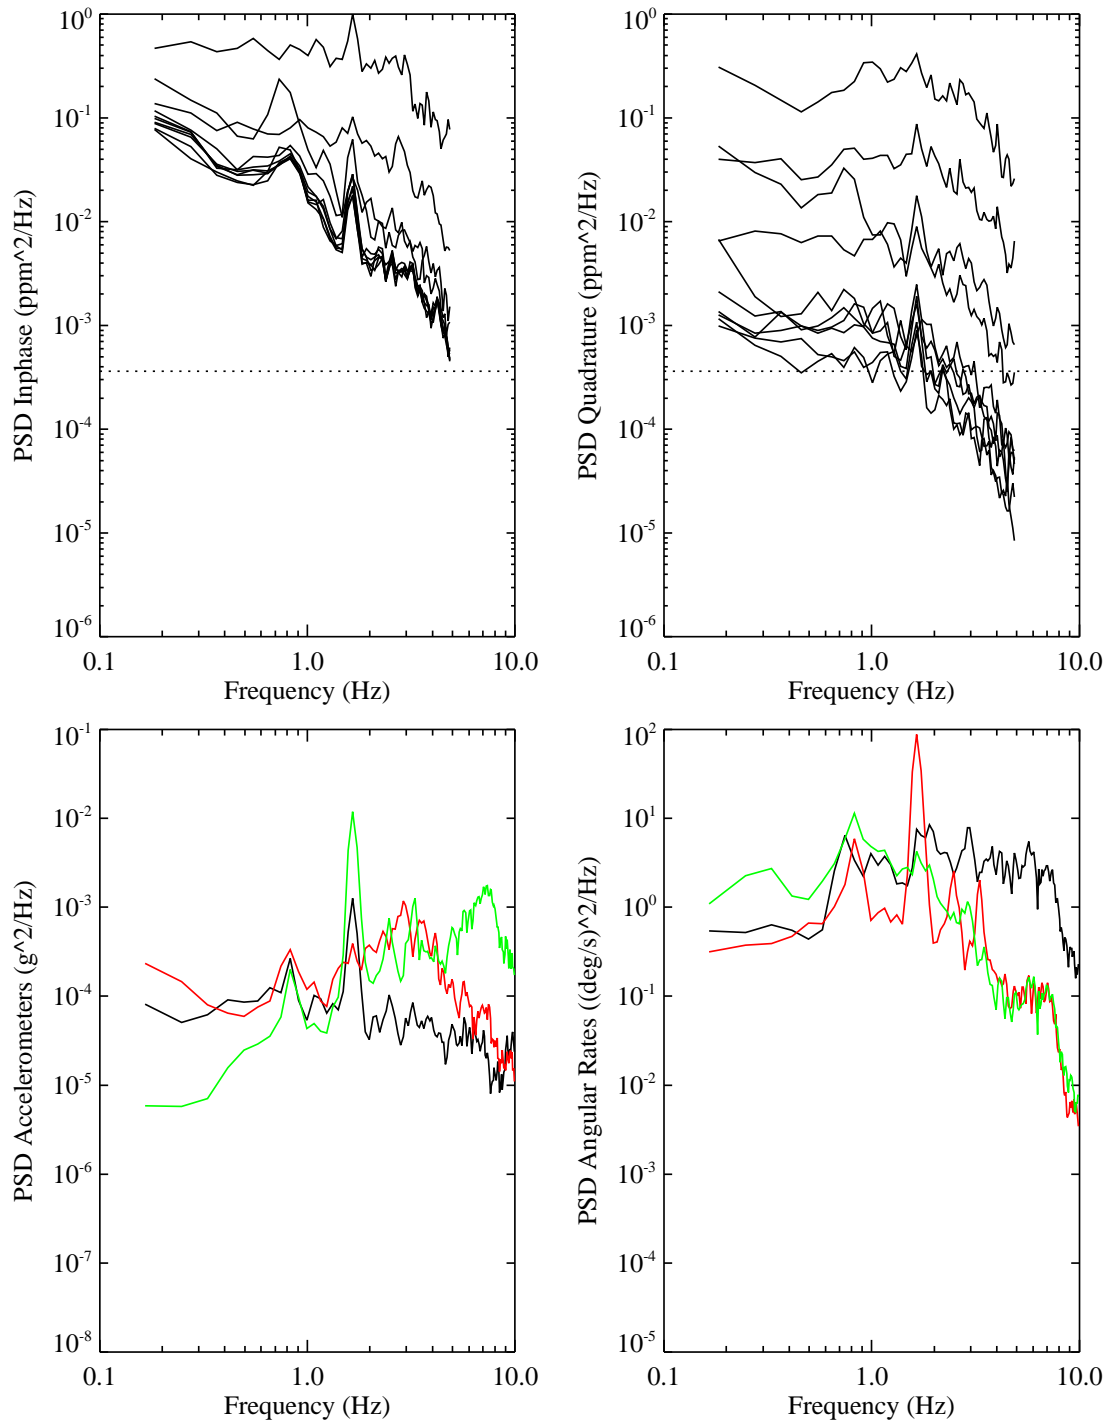 10^0
10^-1
10^-2
10^-3
10^-4
10^-5
10^-6
PSD Inphase (ppm^2/Hz)
0.1 1.0 10.0
Frequency (Hz)
10^0
10^-1
10^-2
10^-3
10^-4
10^-5
10^-6
PSD Quadrature (ppm^2/Hz)
0.1 1.0 10.0
Frequency (Hz)
10^-1
10^-2
10^-3
10^-4
10^-5
10^-6
10^-7
10^-8
PSD Accelerometers (g^2/Hz)
0.1 1.0 10.0
Frequency (Hz)
10^2
10^1
10^0
10^-1
10^-2
10^-3
10^-4
10^-5
PSD Angular Rates ((deg/s)^2/Hz)
0.1 1.0 10.0
Frequency (Hz)